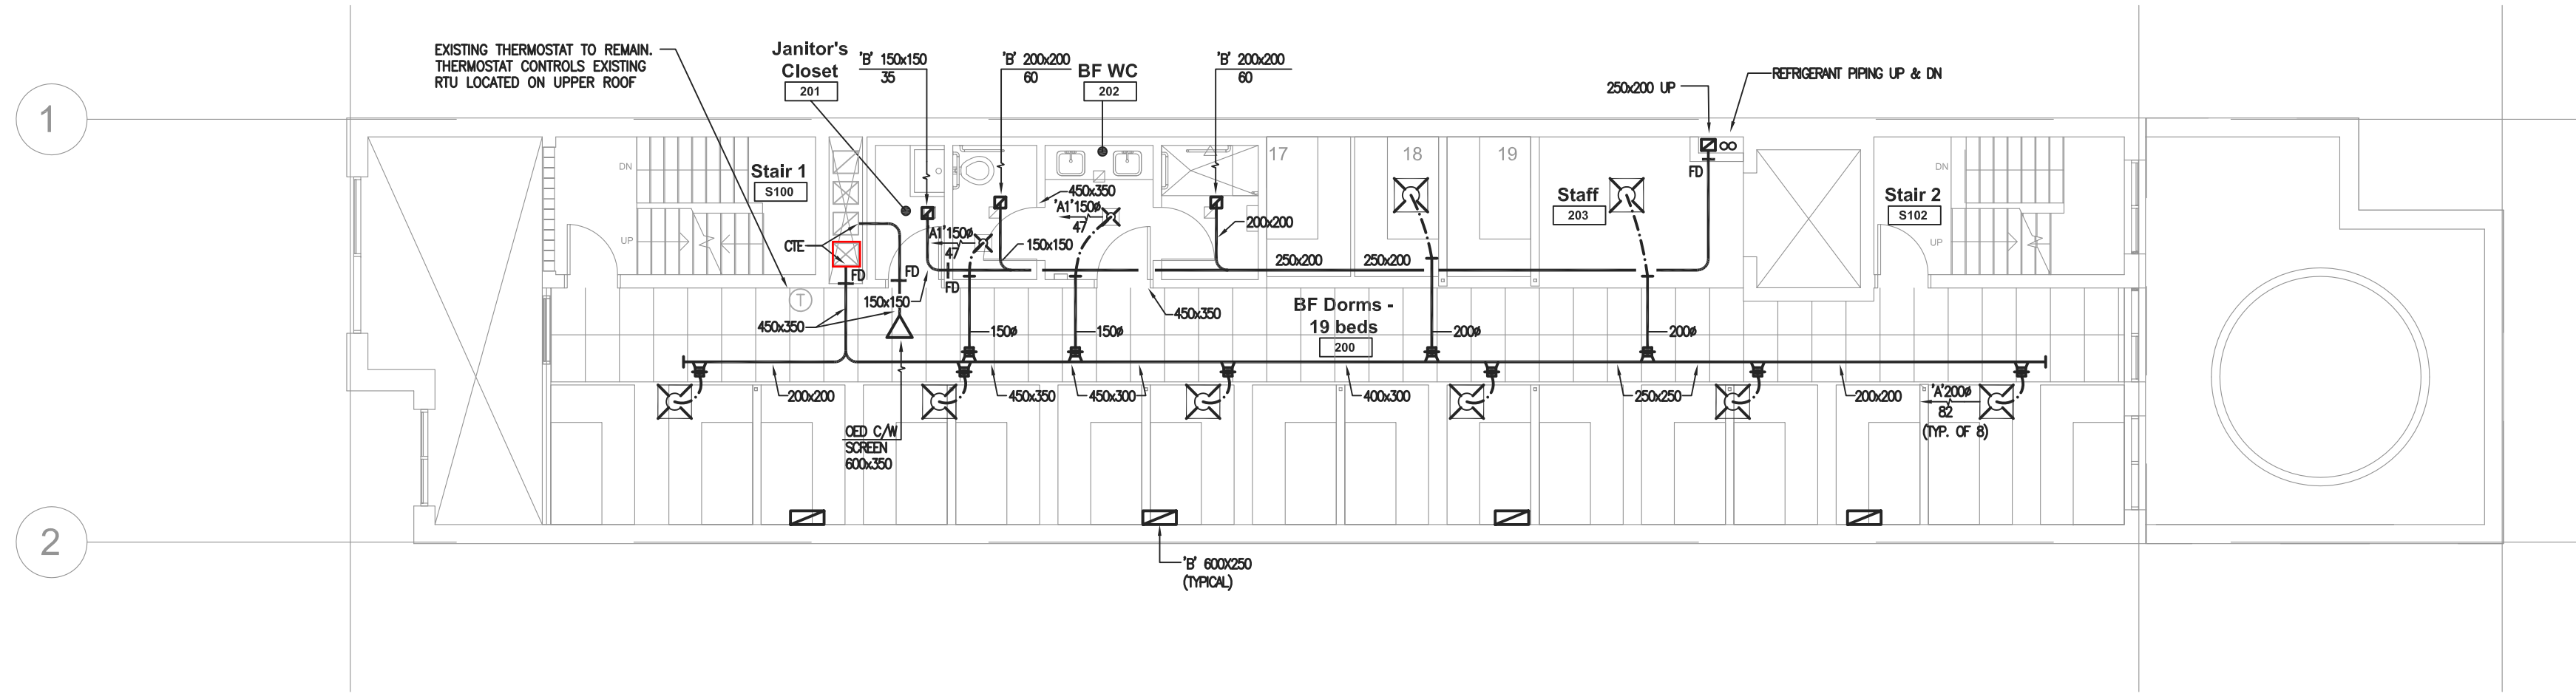 EXISTING THERMOSTAT TO REMAIN.
THERMOSTAT CONTROLS EXISTING
RTU LOCATED ON UPPER ROOF
Janitor's
Closet
201
'B' 150x150
35
'B' 200x200
60
BF WC
202
'B' 200x200
60
250x200 UP
REFRIGERANT PIPING UP & DN
1
DN
UP
Stair 1
S100
CTE
FD
FD
FD
'A1'150ø
47
450x350
'A1'150ø
47
150x150
200x200
17
18
19
250x200
250x200
Staff
203
FD
Stair 2
S102
DN
UP
T
150x150
450x350
150ø
150ø
450x350
BF Dorms -
19 beds
200
200ø
200ø
200x200
450x350
450x300
400x300
250x250
200x200
'A'200ø
82
(TYP. OF 8)
OED C/W
SCREEN
600x350
2
'B' 600X250
(TYPICAL)